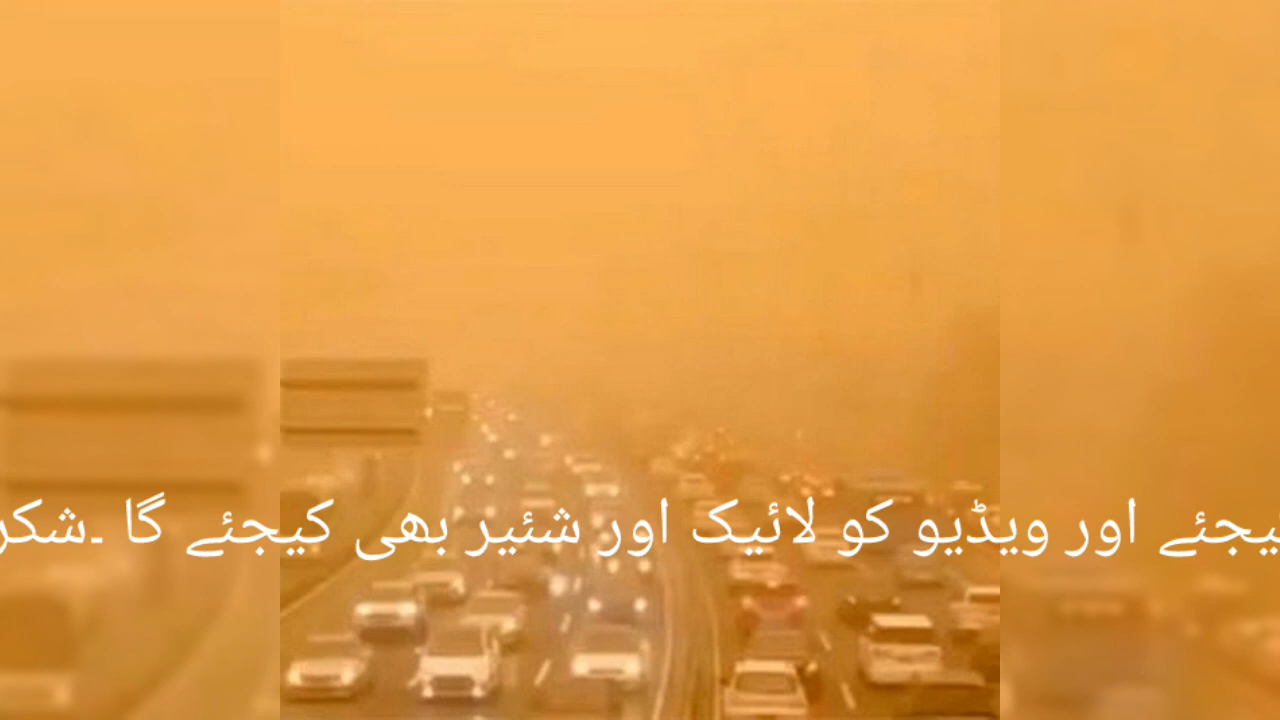 اور ویڈیو کو لائیک اور شئیر بھی کیجئے گا ۔